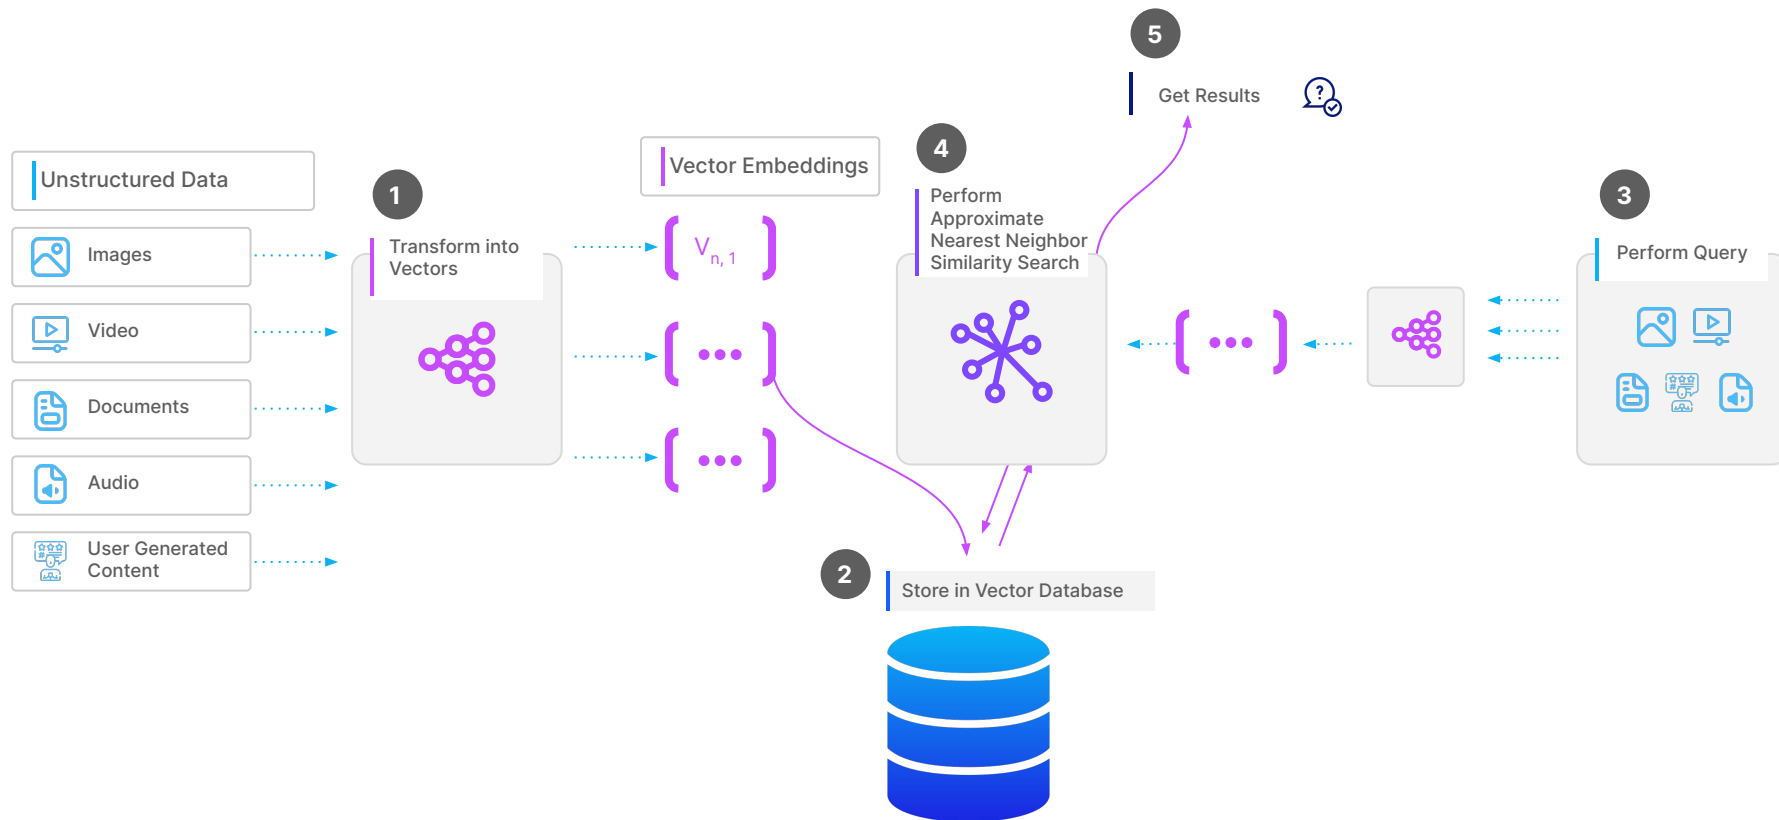 Unstructured Data
Images
Video
Documents
Audio
User Generated
Content
1
Transform into
Vectors
Vector Embeddings
V n, 1
2
Store in Vector Database
3
Perform Query
4
Perform
Approximate
Nearest Neighbor
Similarity Search
5
Get Results
?
#
#